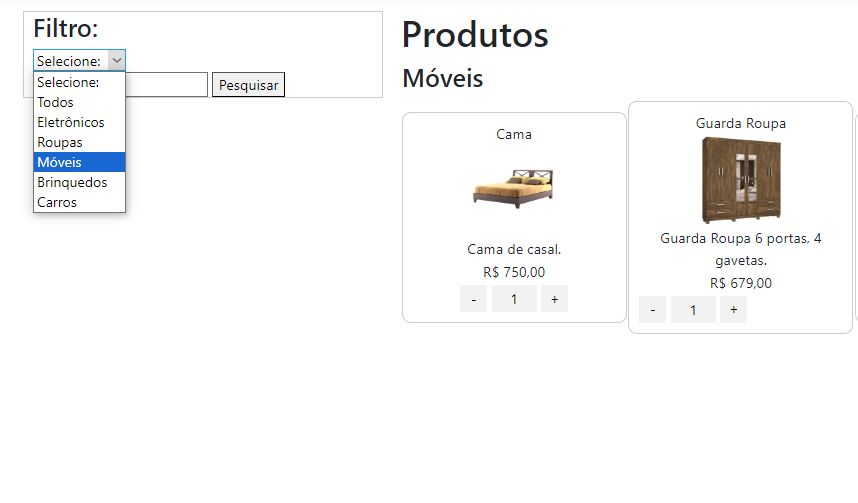 Filtro:
Selecione:
Pesquisar
Selecione:
Todos
Eletrônicos
Roupas
Móveis
Brinquedos
Carros
Produtos
Móveis
Cama
Cama de casal.
R$ 750,00
- 1 +
Guarda Roupa
Guarda Roupa 6 portas, 4
gavetas.
R$ 679,00
- 1 +